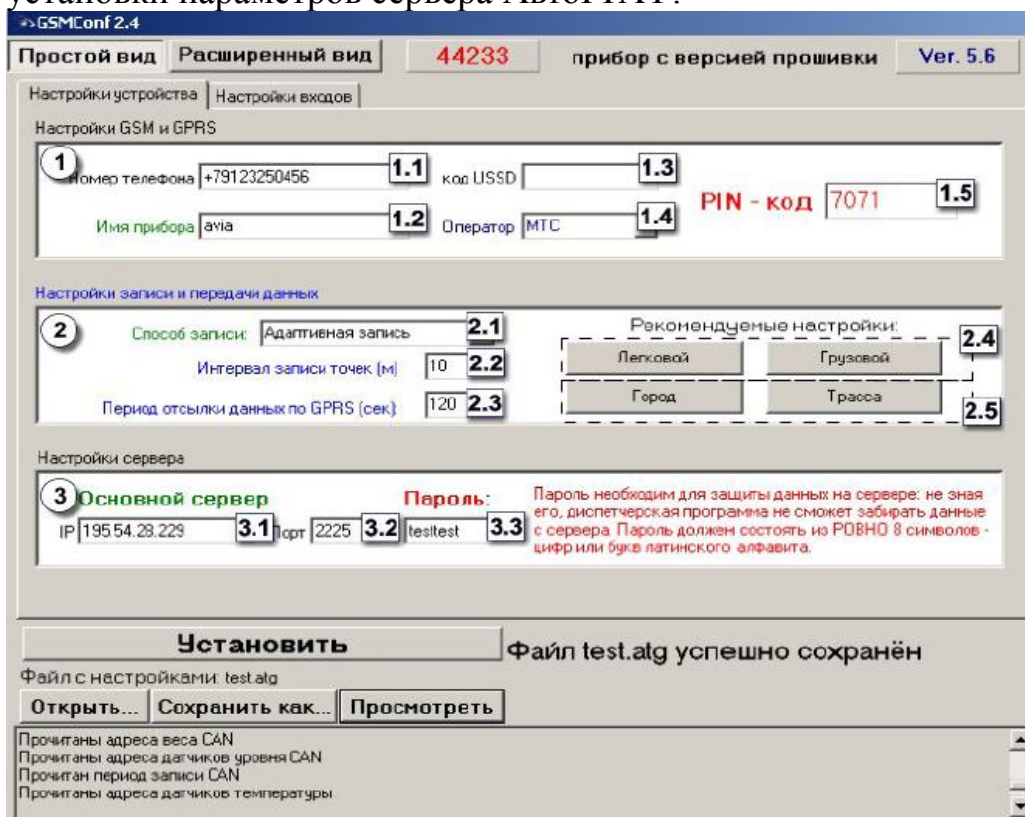 установки параметров сервера АвтоГРАФ:
GSMConf 2.4
Простой вид Расширенный вид 44233 прибор с версией прошивки Ver. 5.6
Настройки устройства Настройки входов
Настройки GSM и GPRS
1 Номер телефона +79123250456 1.1 код USSD 1.3 PIN - код 7071 1.5
Имя прибора avia 1.2 Оператор МТС 1.4
Настройки записи и передачи данных
2 Способ записи: Адаптивная запись 2.1 Рекомендуемые настройки: 2.4
Интервал записи точек (м) 10 2.2 Легковой Грузовой
Период отсылки данных по GPRS (сек) 120 2.3 Город Трасса 2.5
Настройки сервера
3 Основной сервер Пароль: Пароль необходим для защиты данных на сервере: не зная
IP 195.54.28.229 3.1 Порт 2225 3.2 testtest 3.3 его, диспетчерская программа не сможет забирать данные
с сервера. Пароль должен состоять из РОВНО 8 символов -
цифр или букв латинского алфавита.
Установить Файл test.atg успешно сохранён
Файл с настройками: test.atg
Открыть... Сохранить как... Просмотреть
Прочитаны адреса веса CAN
Прочитаны адреса датчиков уровня CAN
Прочитан период записи CAN
Прочитаны адреса датчиков температуры